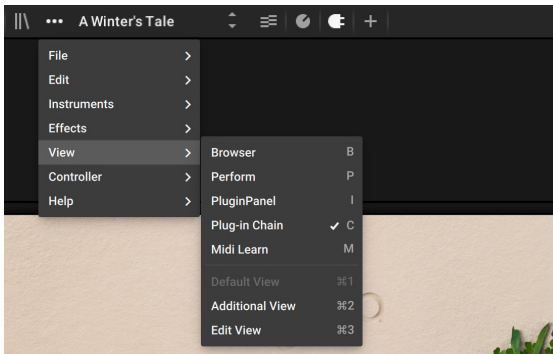 A Winter's Tale
File
Edit
Instruments
Effects
View
Controller
Help
Browser B
Perform P
PluginPanel I
Plug-in Chain ✓ C
Midi Learn M
Default View ⌘1
Additional View ⌘2
Edit View ⌘3